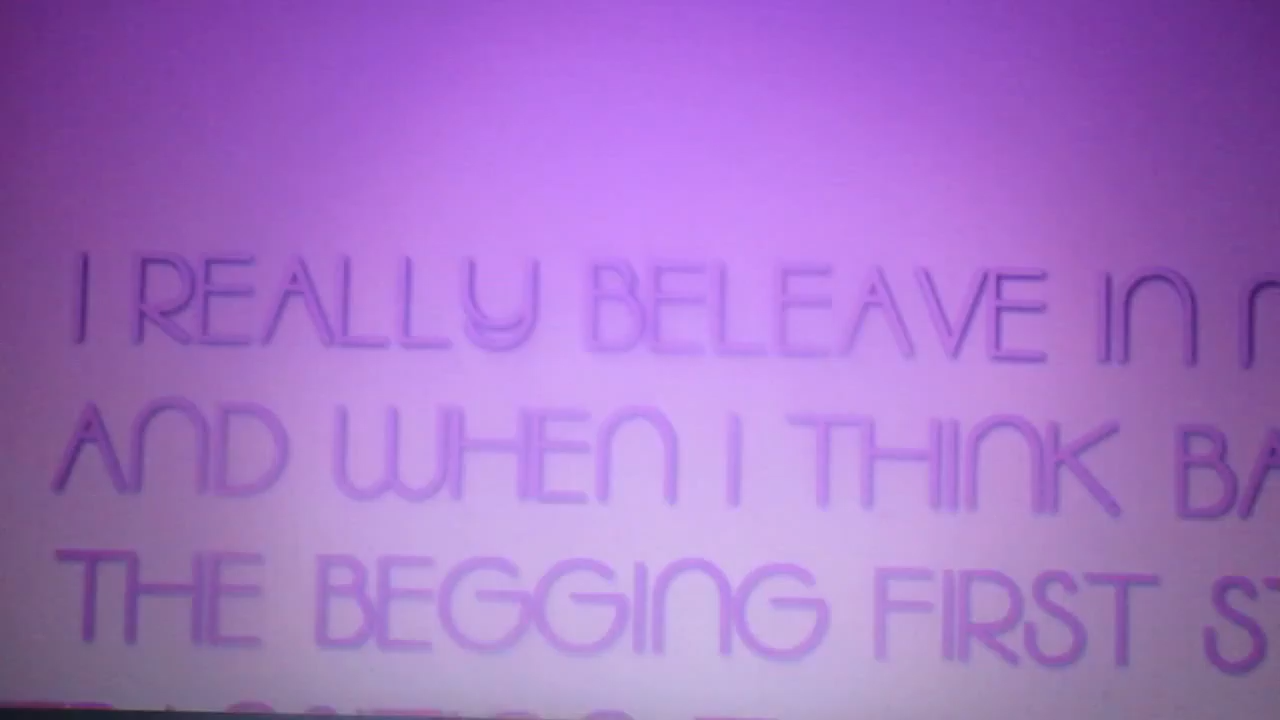 I REALLY BELEAVE IN
AND WHEN I THINK
THE BEGGING FIRST